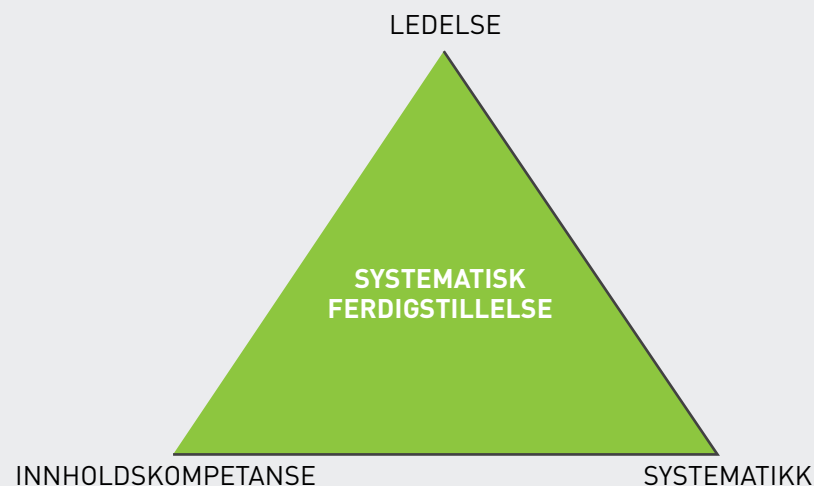 LEDELSE
SYSTEMATISK
FERDIGSTILLELSE
INNHOLDSKOMPETANSE
SYSTEMATIKK